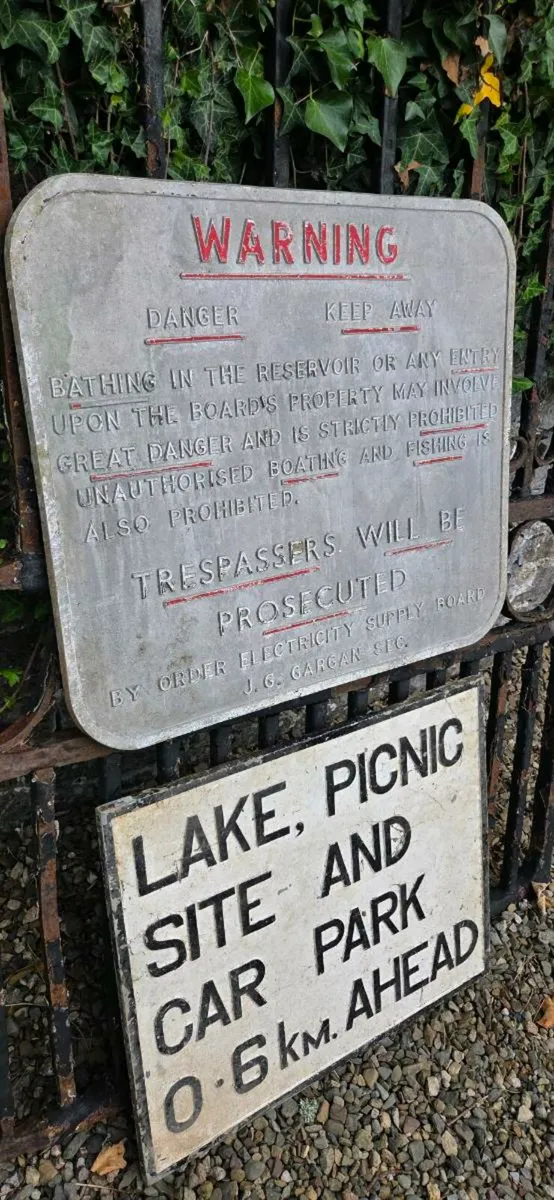 WARNING
DANGER KEEP AWAY
BATHING IN THE RESERVOIR OR ANY ENTRY
UPON THE BOARD'S PROPERTY MAY INVOLVE
GREAT DANGER AND IS STRICTLY PROHIBITED
UNAUTHORISED BOATING AND FISHING IS
ALSO PROHIBITED.
TRESPASSERS WILL BE
PROSECUTED
BY ORDER ELECTRICITY SUPPLY BOARD
J. G. GARGAN SEC.
LAKE, PICNIC
SITE AND
CAR PARK
0·6 KM. AHEAD